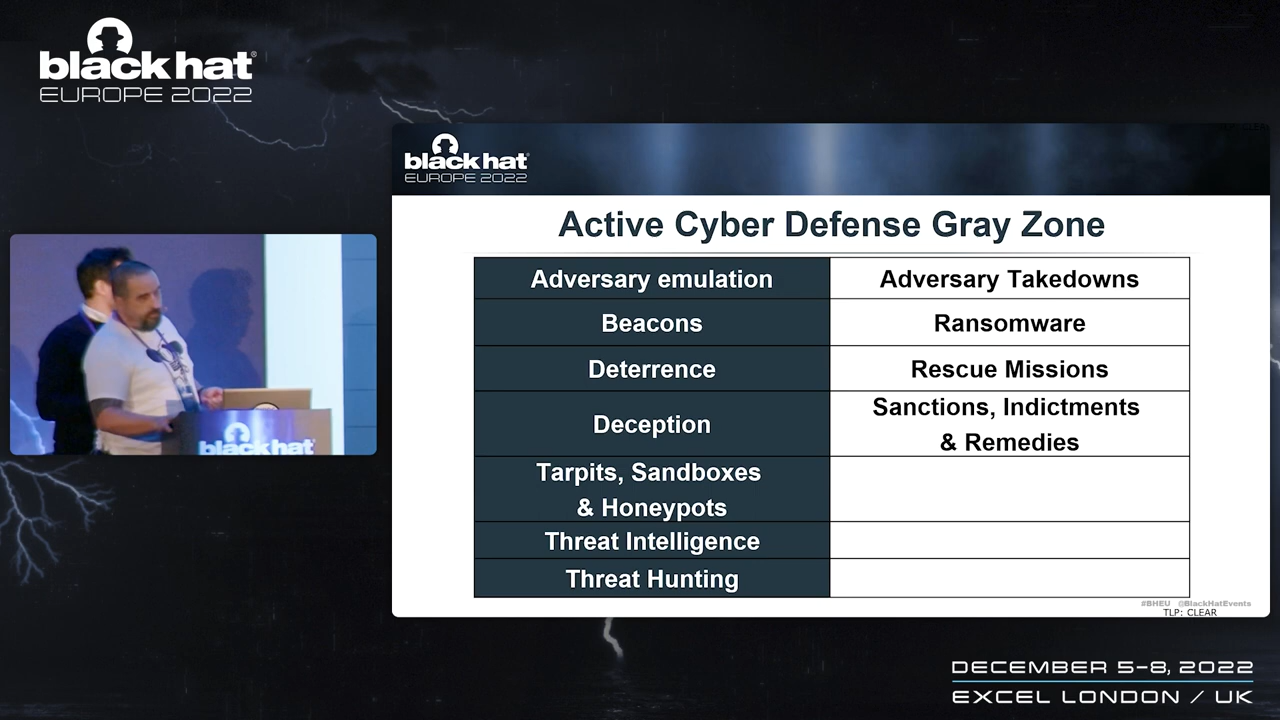 black hat®
EUROPE 2022
black hat®
EUROPE 2022
Active Cyber Defense Gray Zone
Adversary emulation
Adversary Takedowns
Beacons
Ransomware
Deterrence
Rescue Missions
Deception
Sanctions, Indictments
& Remedies
Tarpits, Sandboxes
& Honeypots
Threat Intelligence
Threat Hunting
#BHEU @BlackHatEvents
TLP: CLEAR
black hat
DECEMBER 5-8, 2022
EXCEL LONDON / UK